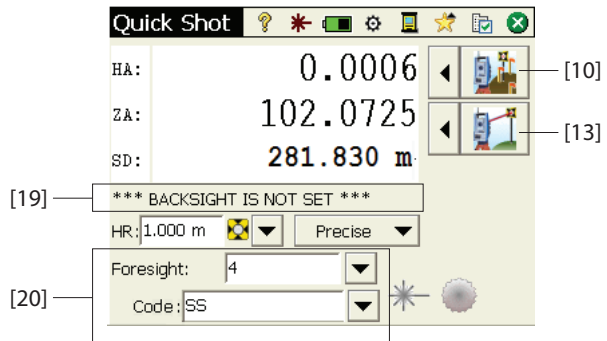 Quick Shot
HA: 0.0006
[10]
ZA: 102.0725
[13]
SD: 281.830 m
[19]
*** BACKSIGHT IS NOT SET ***
HR: 1.000 m Precise
Foresight: 4
[20]
Code: SS